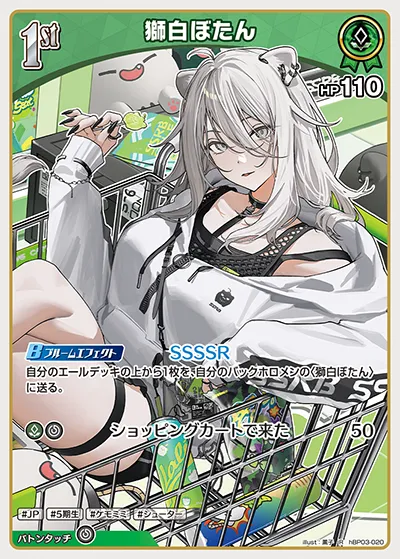 1st
獅白ぼたん
HP110
Bブルームエフェクト
SSSSR
自分のエールデッキの上から1枚を、自分のバックホロメンの〈獅白ぼたん〉
に送る。
ショッピングカートで来た 50
#JP #5期生 #ケモミミ #シューター
バトンタッチ
hBP03-020